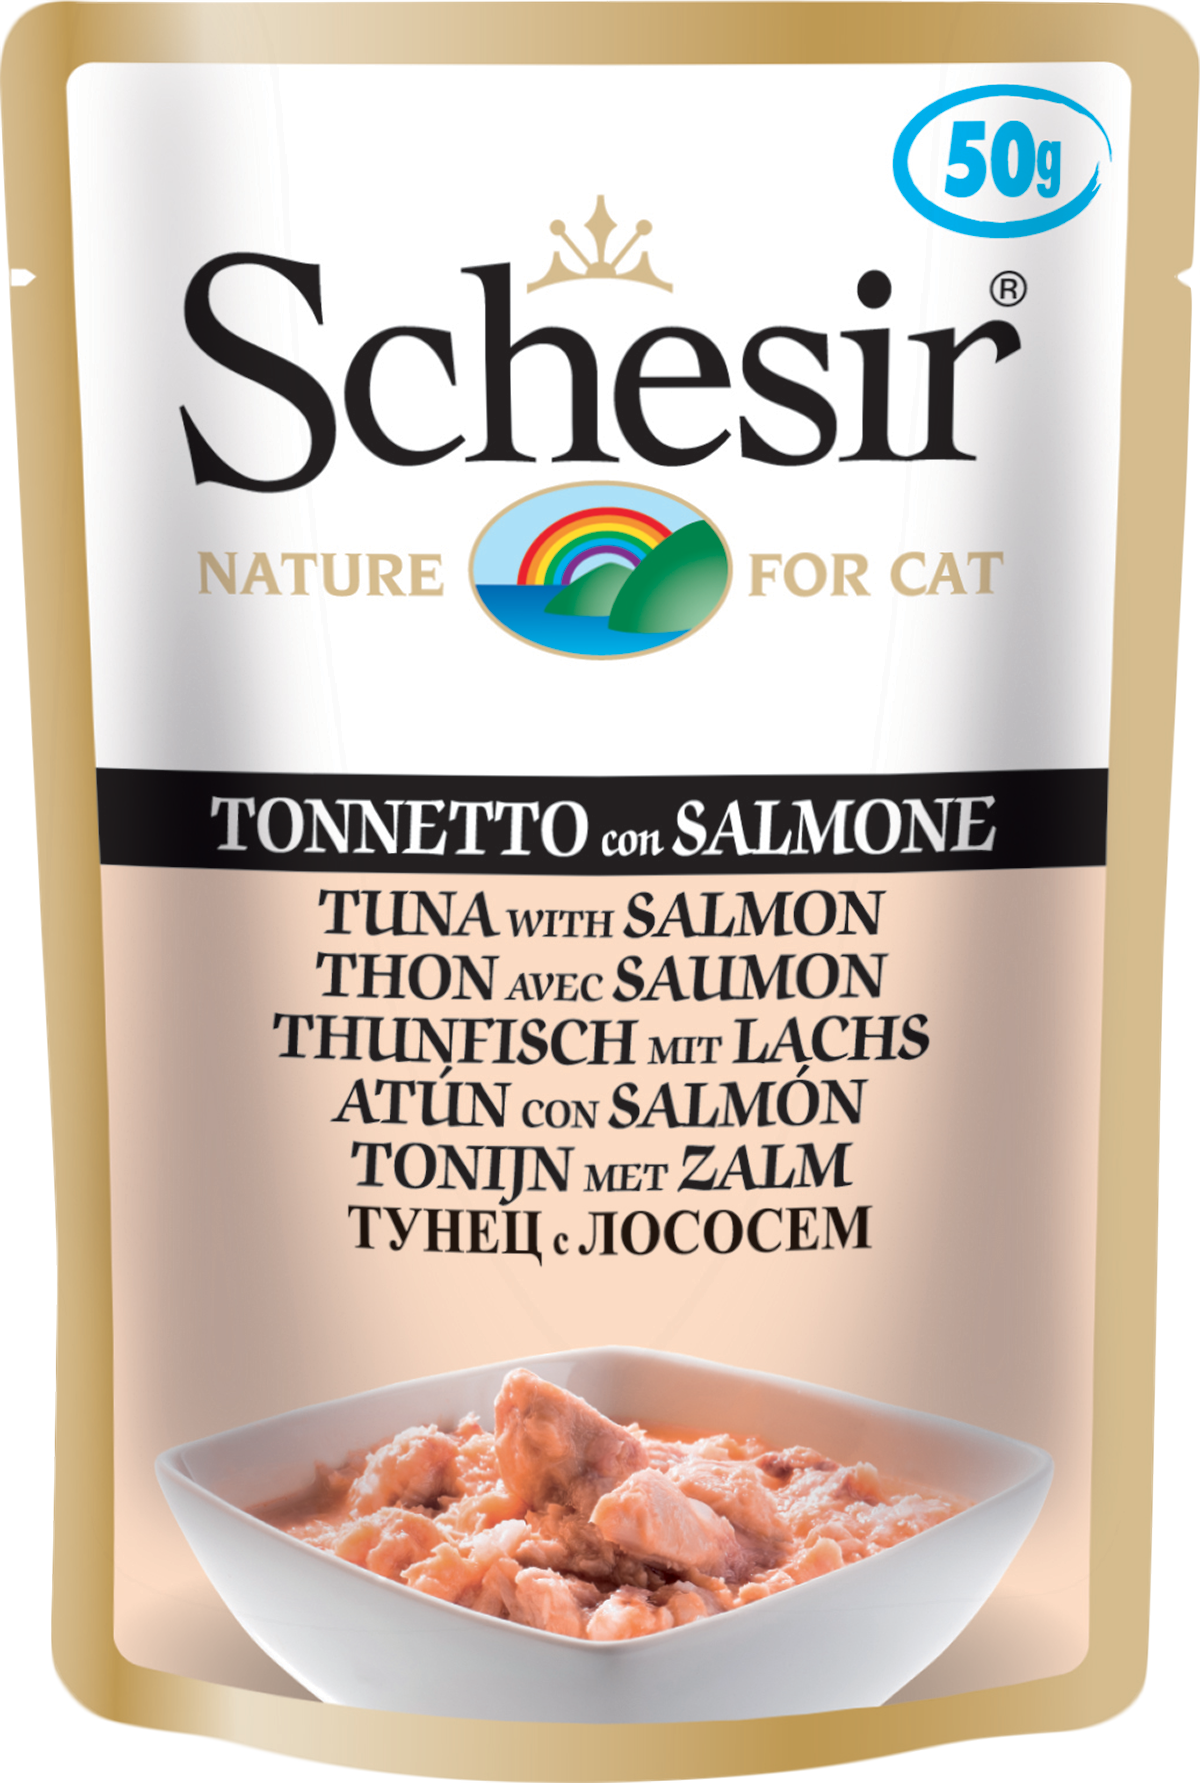 50g
Schesir®
NATURE FOR CAT
TONNETTO con SALMONE
TUNA WITH SALMON
THON AVEC SAUMON
THUNFISCH MIT LACHS
ATÚN CON SALMÓN
TONIJN MET ZALM
ТУНЕЦ с ЛОСОСЕМ